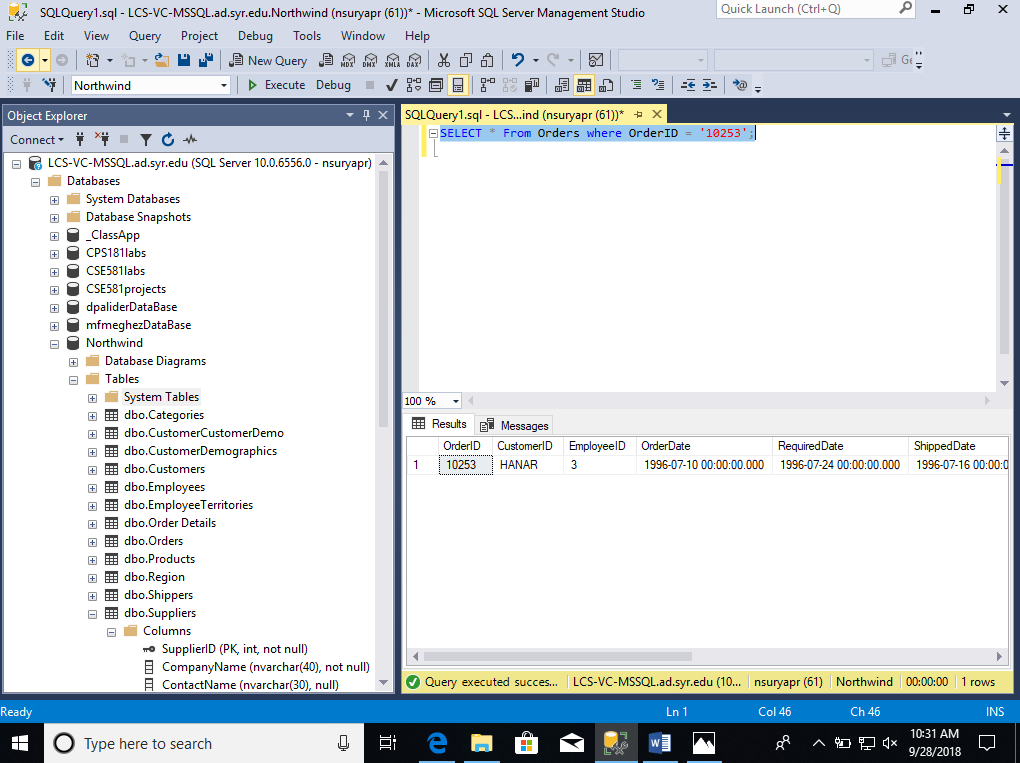 SQLQuery1.sql - LCS-VC-MSSQL.ad.syr.edu.Northwind (nsuryapr (61))* - Microsoft SQL Server Management Studio
Quick Launch (Ctrl+Q)
File Edit View Query Project Debug Tools Window Help
New Query
MDX DMX XMLA DAX
Northwind Execute Debug
Object Explorer
Connect
LCS-VC-MSSQL.ad.syr.edu (SQL Server 10.0.6556.0 - nsuryapr)
Databases
System Databases
Database Snapshots
_ClassApp
CPS181labs
CSE581labs
CSE581projects
dpaliderDataBase
mfmeghezDataBase
Northwind
Database Diagrams
Tables
System Tables
dbo.Categories
dbo.CustomerCustomerDemo
dbo.CustomerDemographics
dbo.Customers
dbo.Employees
dbo.EmployeeTerritories
dbo.Order Details
dbo.Orders
dbo.Products
dbo.Region
dbo.Shippers
dbo.Suppliers
Columns
SupplierID (PK, int, not null)
CompanyName (nvarchar(40), not null)
ContactName (nvarchar(30), null)
SQLQuery1.sql - LCS...ind (nsuryapr (61))*
SELECT * From Orders where OrderID = '10253';
100 %
Results Messages
OrderID CustomerID EmployeeID OrderDate RequiredDate ShippedDate
1 10253 HANAR 3 1996-07-10 00:00:00.000 1996-07-24 00:00:00.000 1996-07-16 00:00:0
Query executed succes... LCS-VC-MSSQL.ad.syr.edu (10... nsuryapr (61) Northwind 00:00:00 1 rows
Ready Ln 1 Col 46 Ch 46 INS
Type here to search
10:31 AM
9/28/2018